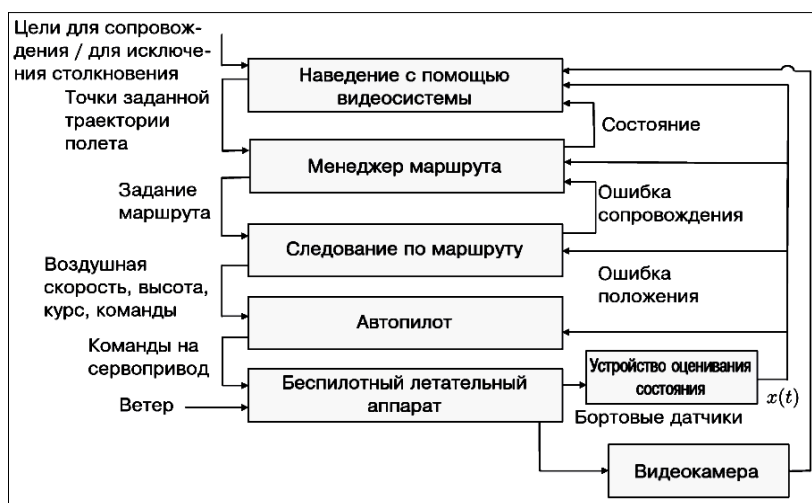 Цели для сопровож-
дения / для исключе-
ния столкновения
Наведение с помощью
видеосистемы
Точки заданной
траектории
полета
Состояние
Менеджер маршрута
Задание
маршрута
Ошибка
сопровождения
Следование по маршруту
Воздушная
скорость, высота,
курс, команды
Ошибка
положения
Автопилот
Команды на
сервопривод
Беспилотный летательный
аппарат
Устройство оценивания
состояния
x(t)
Ветер
Бортовые датчики
Видеокамера